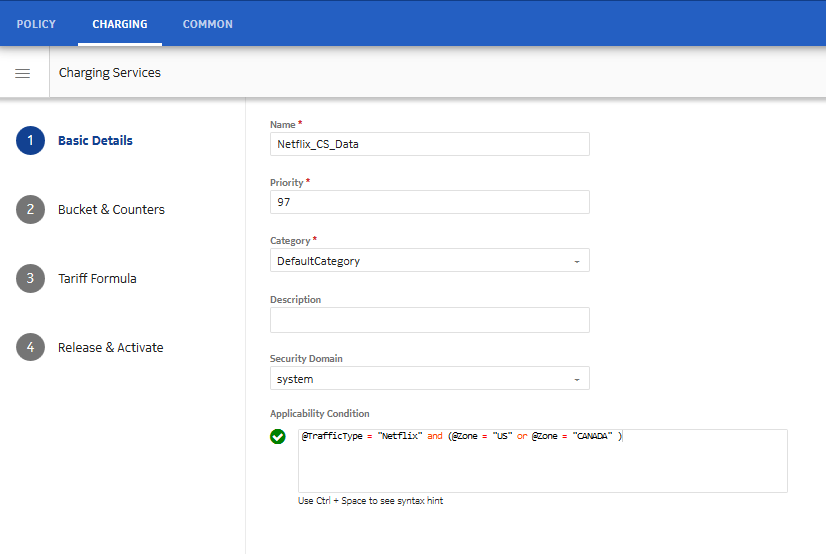 POLICY CHARGING COMMON
Charging Services
1 Basic Details
2 Bucket & Counters
3 Tariff Formula
4 Release & Activate
Name *
Netflix_CS_Data
Priority *
97
Category *
DefaultCategory
Description
Security Domain
system
Applicability Condition
@TrafficType = "Netflix" and (@Zone = "US" or @Zone = "CANADA" )
Use Ctrl + Space to see syntax hint